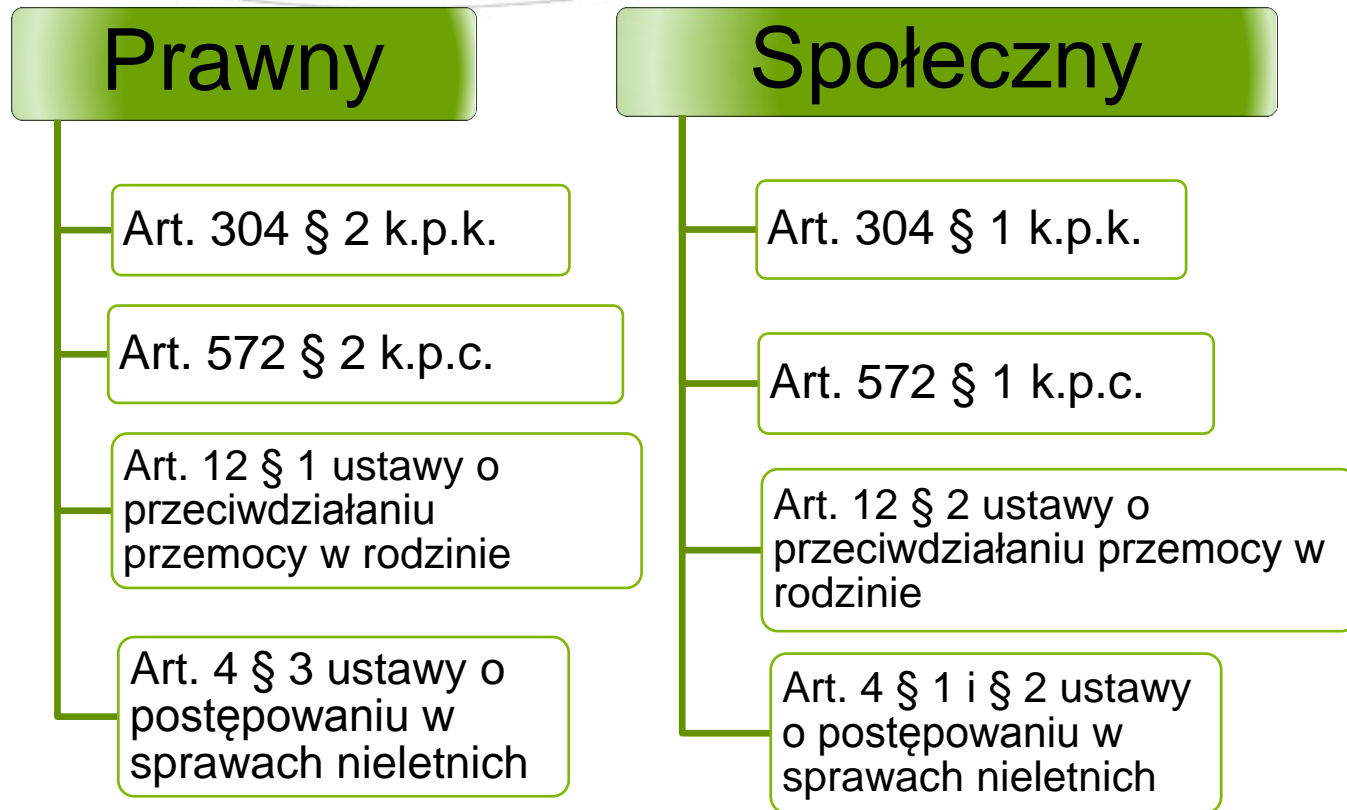 Prawny
Art. 304 § 2 k.p.k.
Art. 572 § 2 k.p.c.
Art. 12 § 1 ustawy o
przeciwdziałaniu
przemocy w rodzinie
Art. 4 § 3 ustawy o
postępowaniu w
sprawach nieletnich
Społeczny
Art. 304 § 1 k.p.k.
Art. 572 § 1 k.p.c.
Art. 12 § 2 ustawy o
przeciwdziałaniu przemocy w
rodzinie
Art. 4 § 1 i § 2 ustawy
o postępowaniu w
sprawach nieletnich